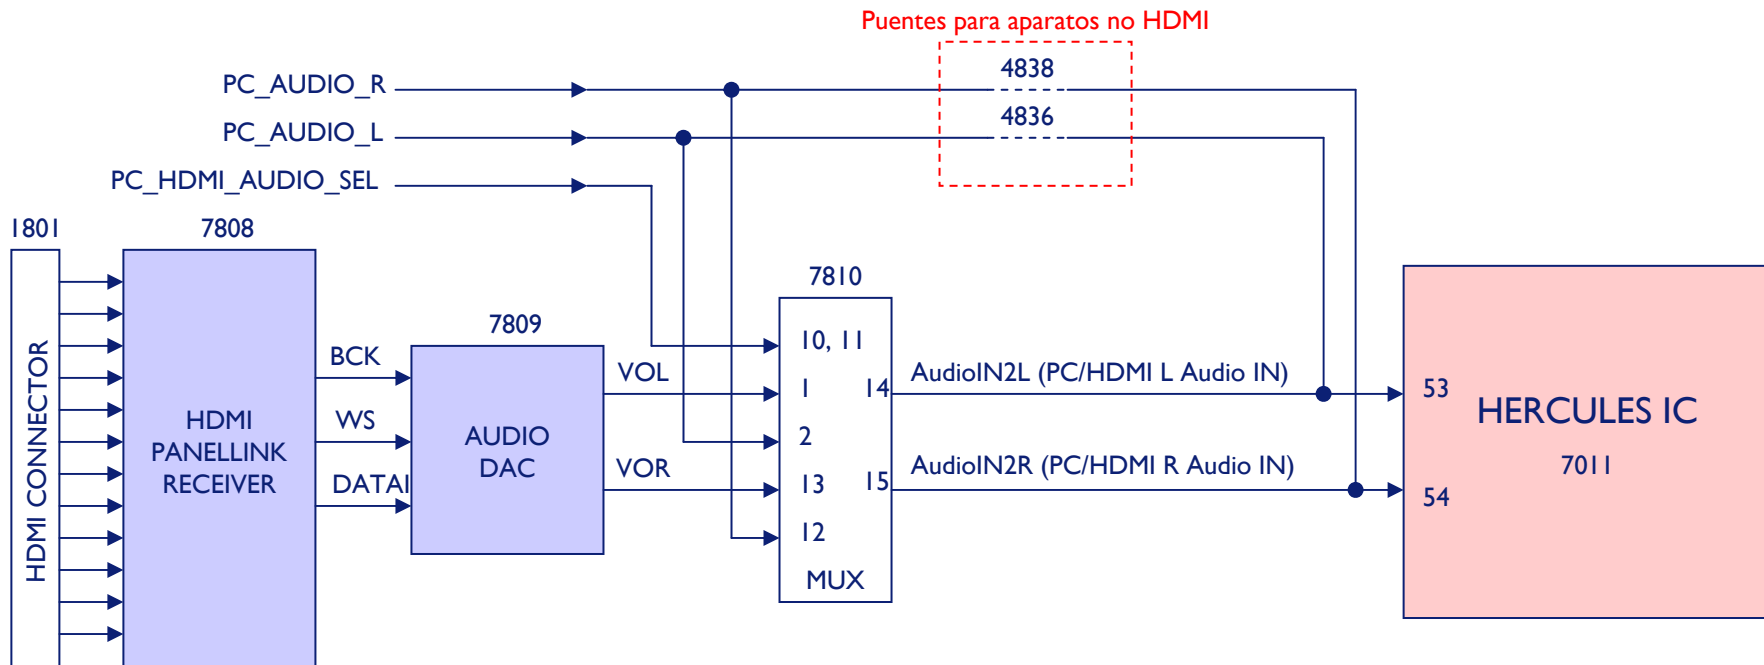 Puentes para aparatos no HDMI
PC_AUDIO_R
4838
PC_AUDIO_L
4836
PC_HDMI_AUDIO_SEL
1801
7808
7810
7809
HDMI CONNECTOR
HDMI
PANELLINK
RECEIVER
BCK
WS
DATAI
AUDIO
DAC
VOL
VOR
10, 11
1
2
13
12
14
15
MUX
AudioIN2L (PC/HDMI L Audio IN)
AudioIN2R (PC/HDMI R Audio IN)
53
54
HERCULES IC
7011